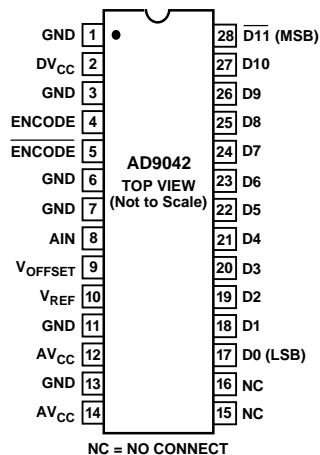 GND 1 28 D̅1̅1̅ (MSB)
DVCC 2 27 D10
GND 3 26 D9
ENCODE 4 25 D8
E̅N̅C̅O̅D̅E̅ 5 24 D7
AD9042
TOP VIEW
(Not to Scale)
GND 6 23 D6
GND 7 22 D5
AIN 8 21 D4
VOFFSET 9 20 D3
VREF 10 19 D2
GND 11 18 D1
AVCC 12 17 D0 (LSB)
GND 13 16 NC
AVCC 14 15 NC
NC = NO CONNECT